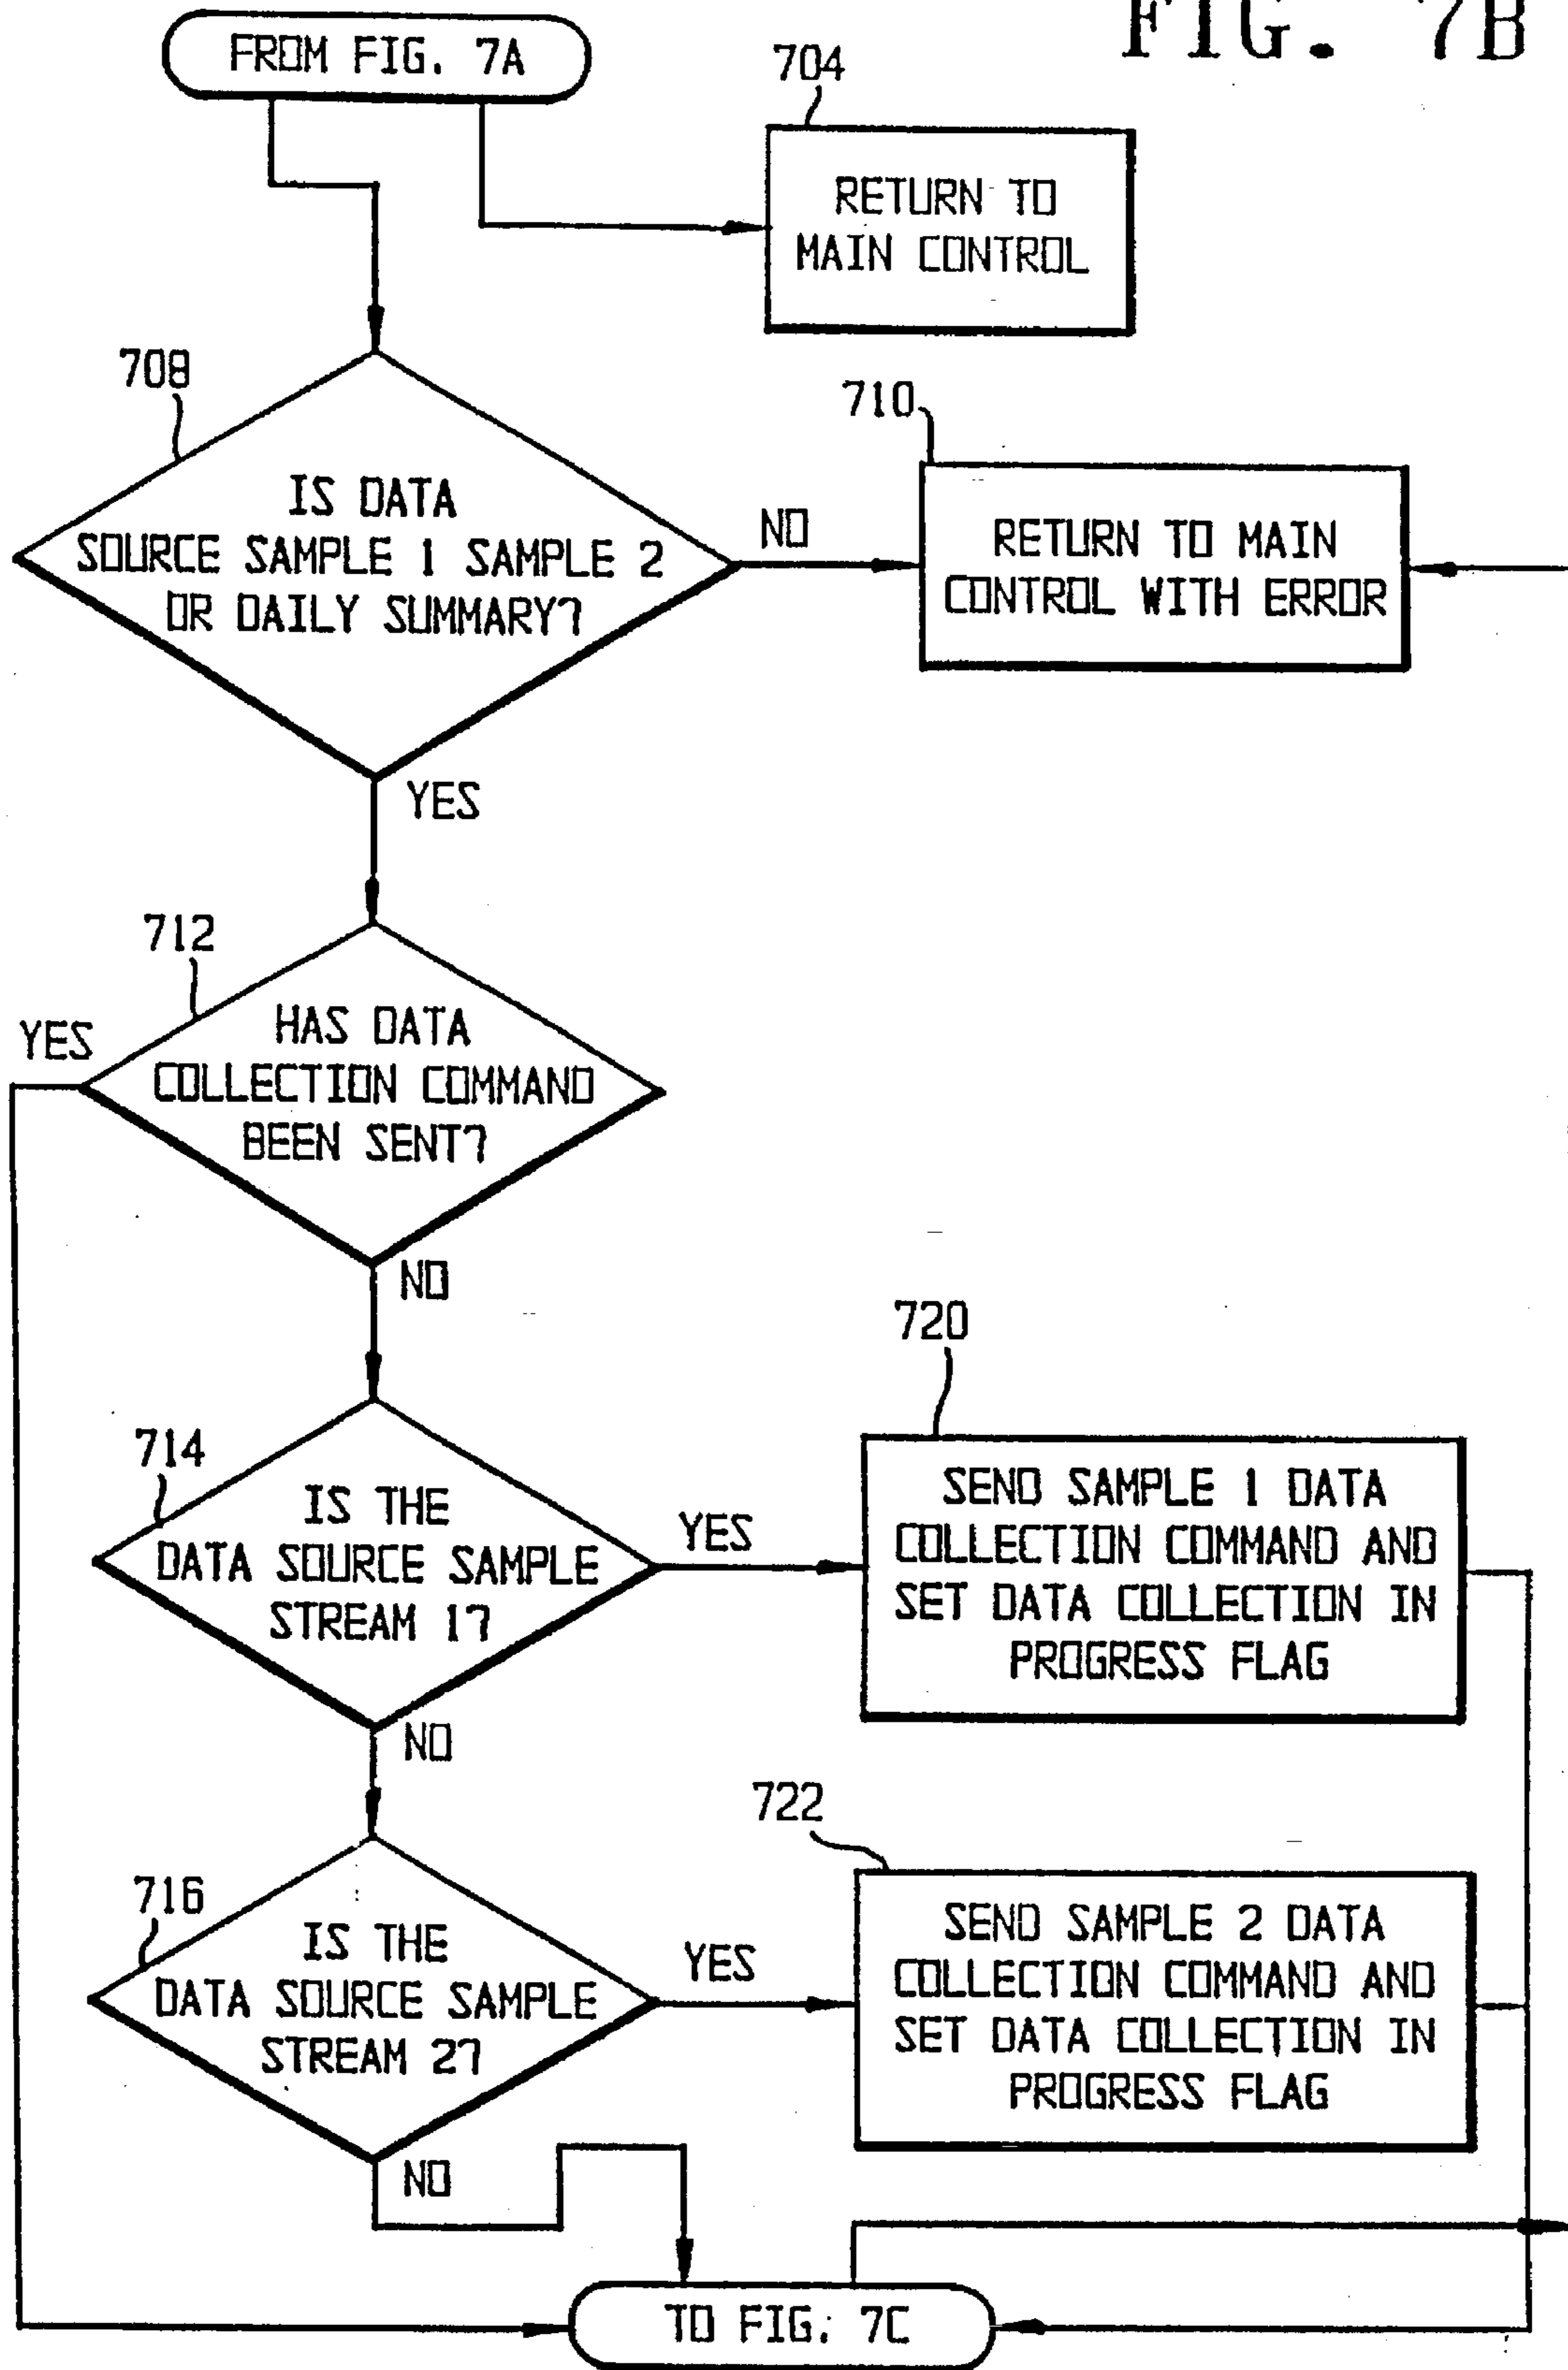 FIG. 7B
FROM FIG. 7A
704
RETURN TO
MAIN CONTROL
708
IS DATA
SOURCE SAMPLE 1 SAMPLE 2
OR DAILY SUMMARY?
NO
710
RETURN TO MAIN
CONTROL WITH ERROR
YES
712
YES
HAS DATA
COLLECTION COMMAND
BEEN SENT?
NO
714
IS THE
DATA SOURCE SAMPLE
STREAM 1?
YES
720
SEND SAMPLE 1 DATA
COLLECTION COMMAND AND
SET DATA COLLECTION IN
PROGRESS FLAG
NO
716
IS THE
DATA SOURCE SAMPLE
STREAM 2?
YES
722
SEND SAMPLE 2 DATA
COLLECTION COMMAND AND
SET DATA COLLECTION IN
PROGRESS FLAG
NO
TO FIG. 7C